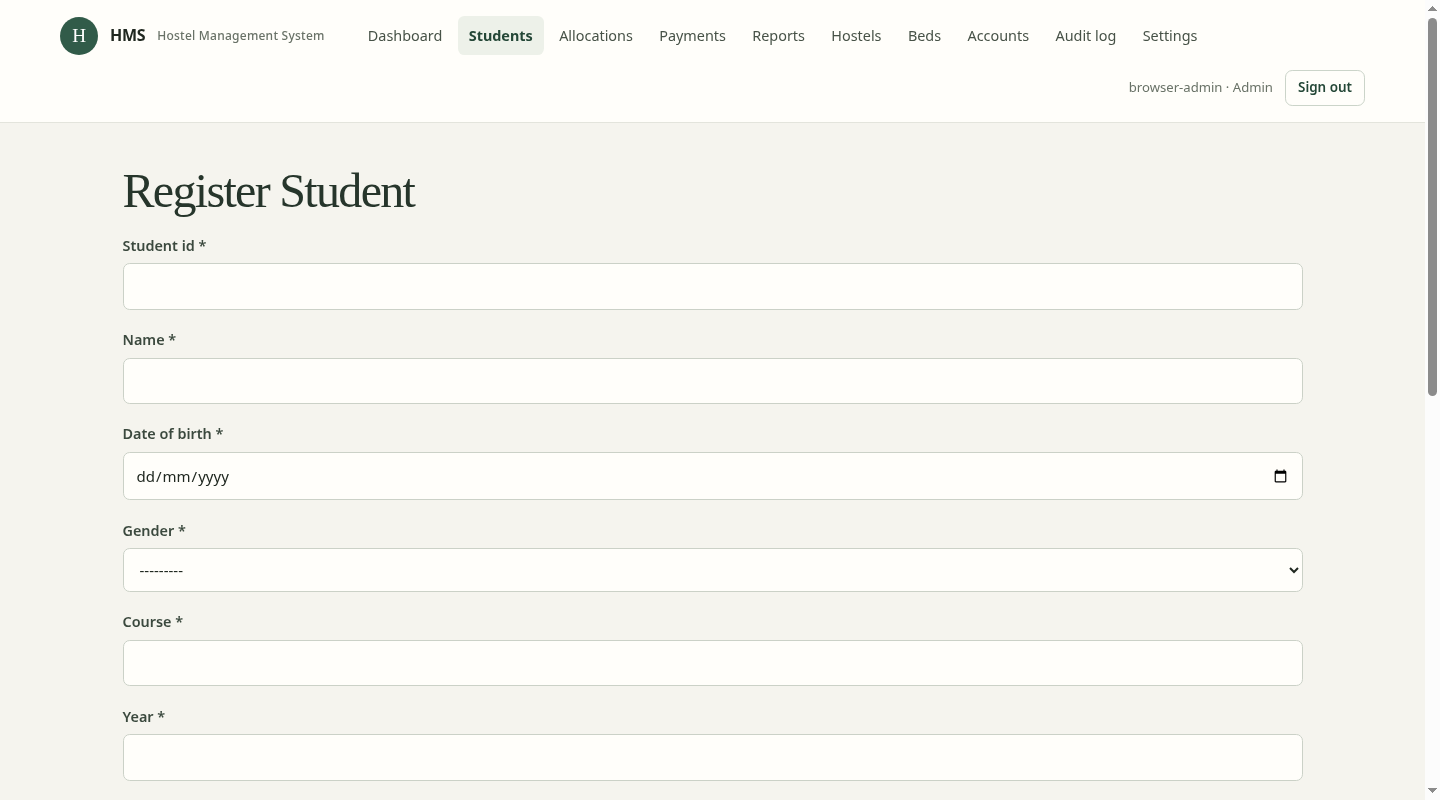 H HMS Hostel Management System Dashboard Students Allocations Payments Reports Hostels Beds Accounts Audit log Settings
browser-admin · Admin Sign out
Register Student
Student id *
Name *
Date of birth *
dd/mm/yyyy
Gender *
---------
Course *
Year *